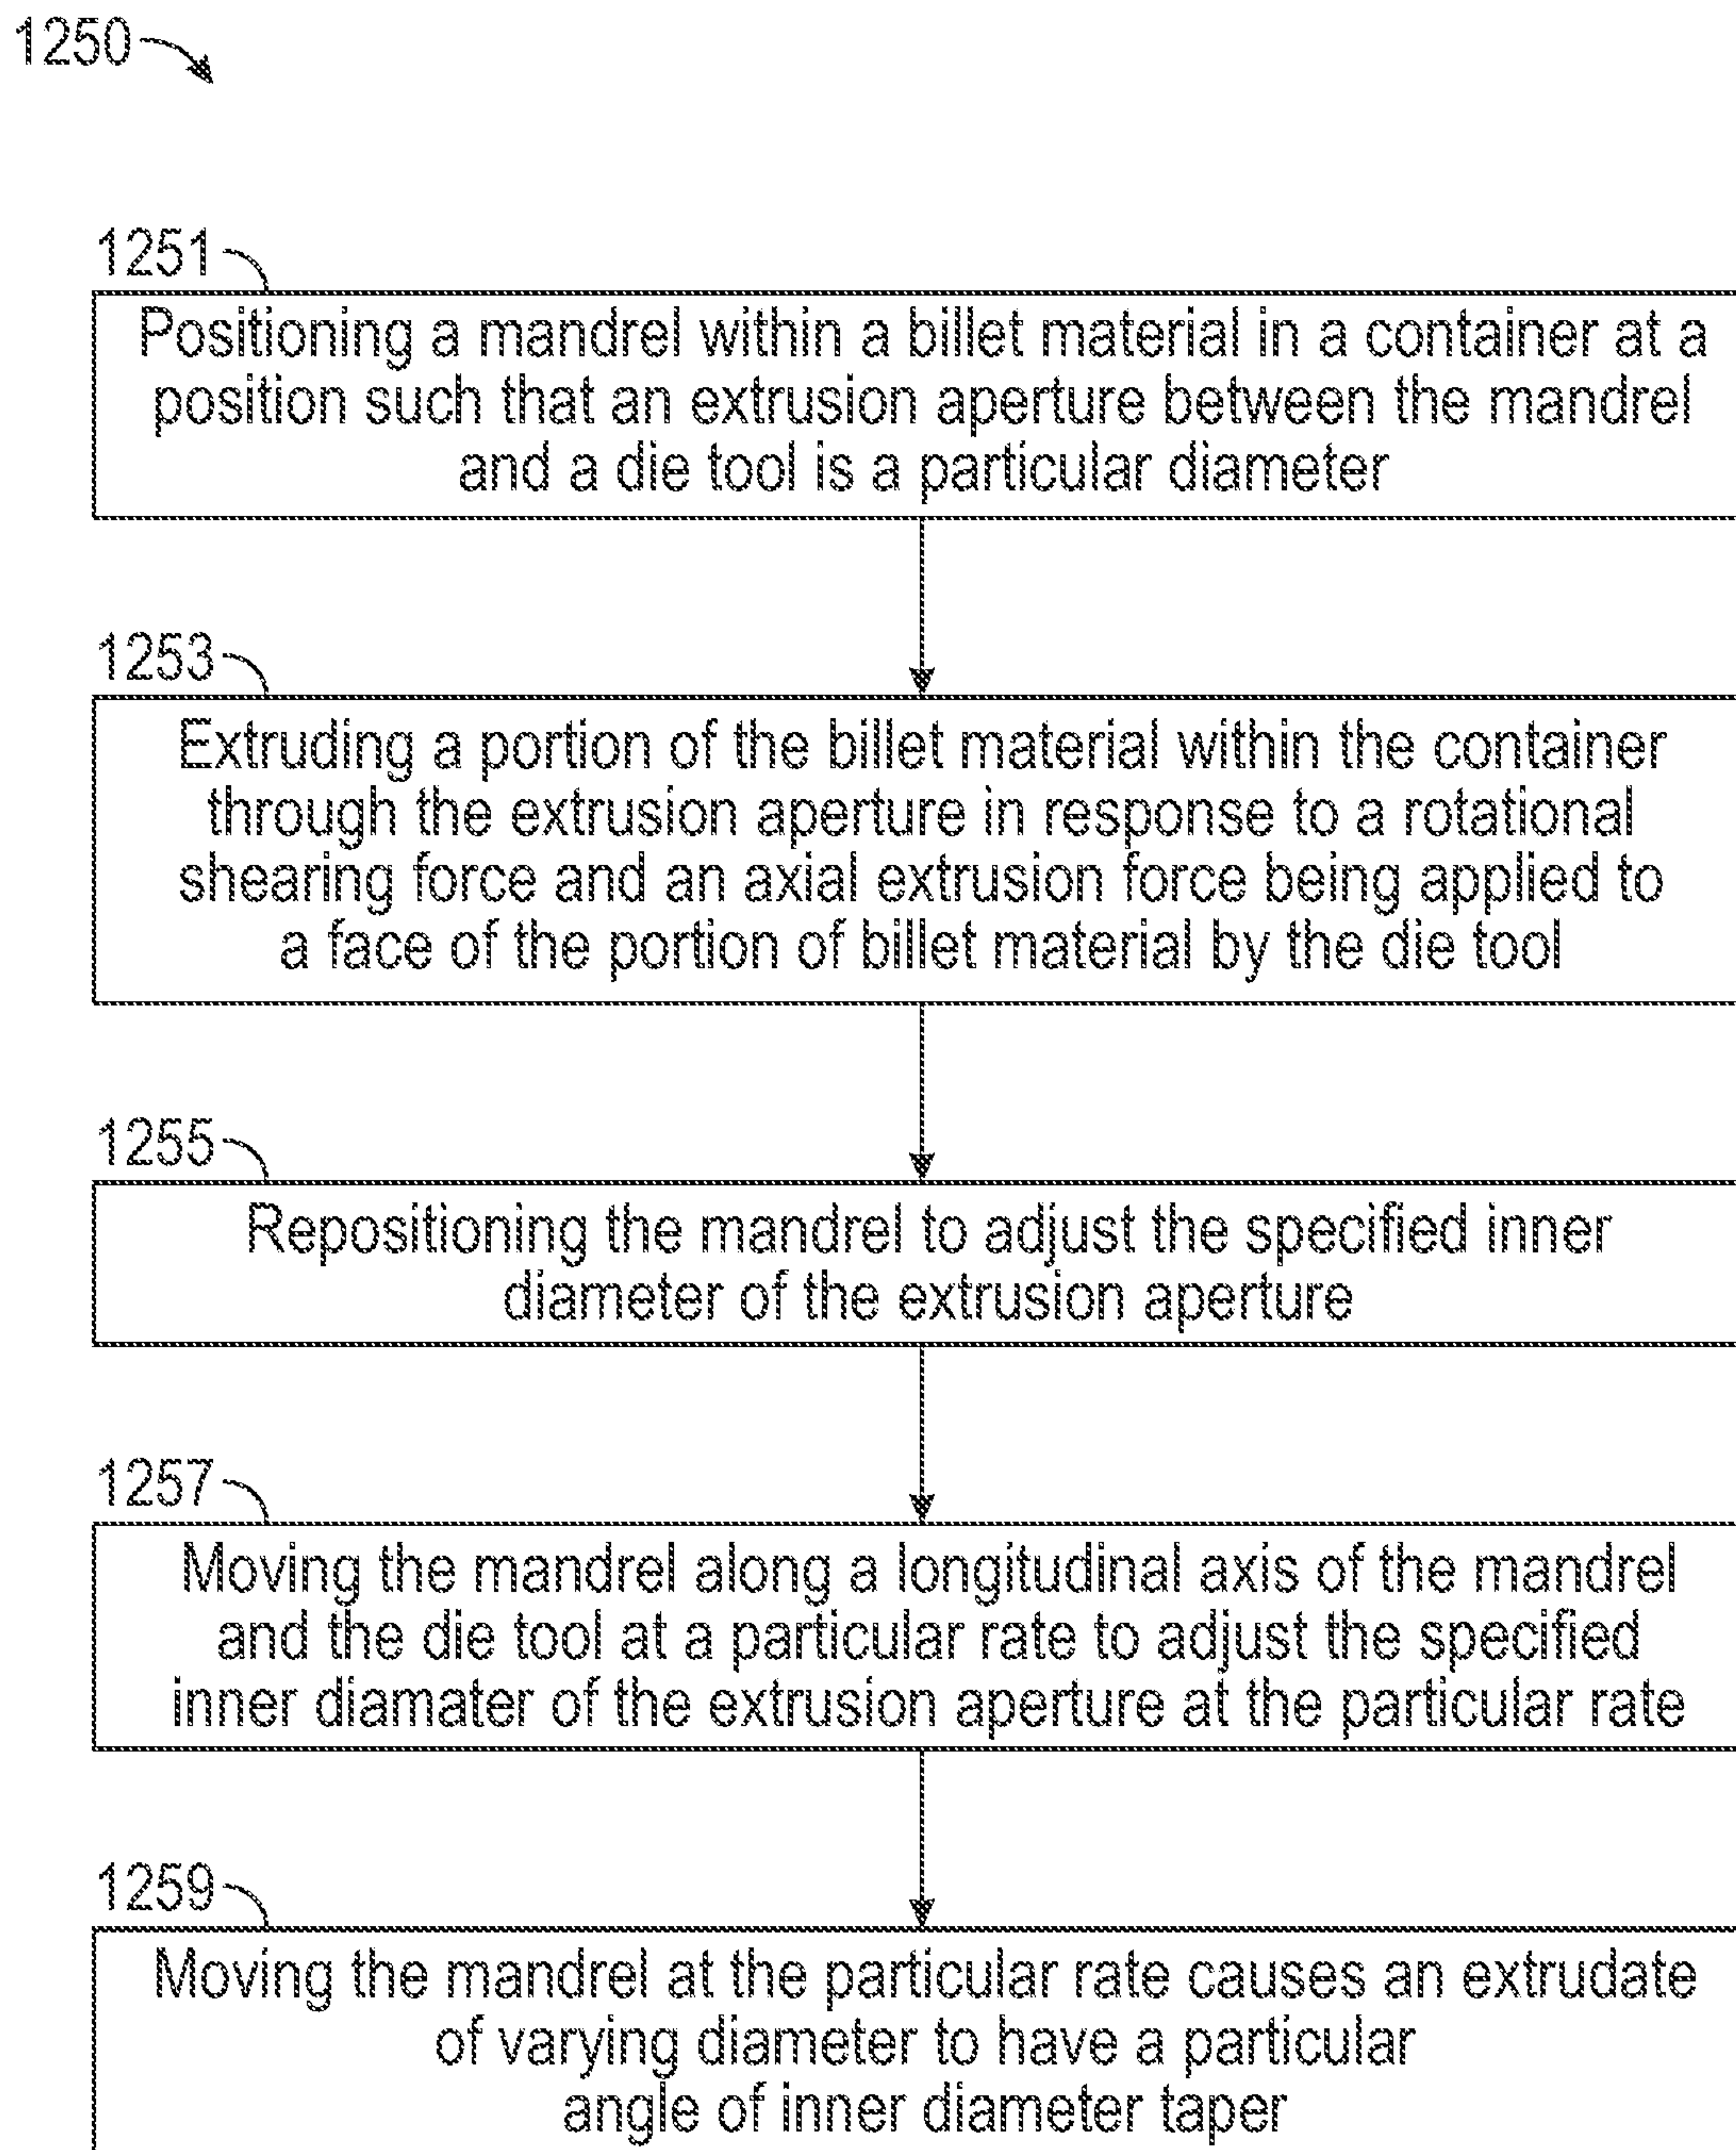 1250
1251
Positioning a mandrel within a billet material in a container at a
position such that an extrusion aperture between the mandrel
and a die tool is a particular diameter
1253
Extruding a portion of the billet material within the container
through the extrusion aperture in response to a rotational
shearing force and an axial extrusion force being applied to
a face of the portion of billet material by the die tool
1255
Repositioning the mandrel to adjust the specified inner
diameter of the extrusion aperture
1257
Moving the mandrel along a longitudinal axis of the mandrel
and the die tool at a particular rate to adjust the specified
inner diamater of the extrusion aperture at the particular rate
1259
Moving the mandrel at the particular rate causes an extrudate
of varying diameter to have a particular
angle of inner diameter taper